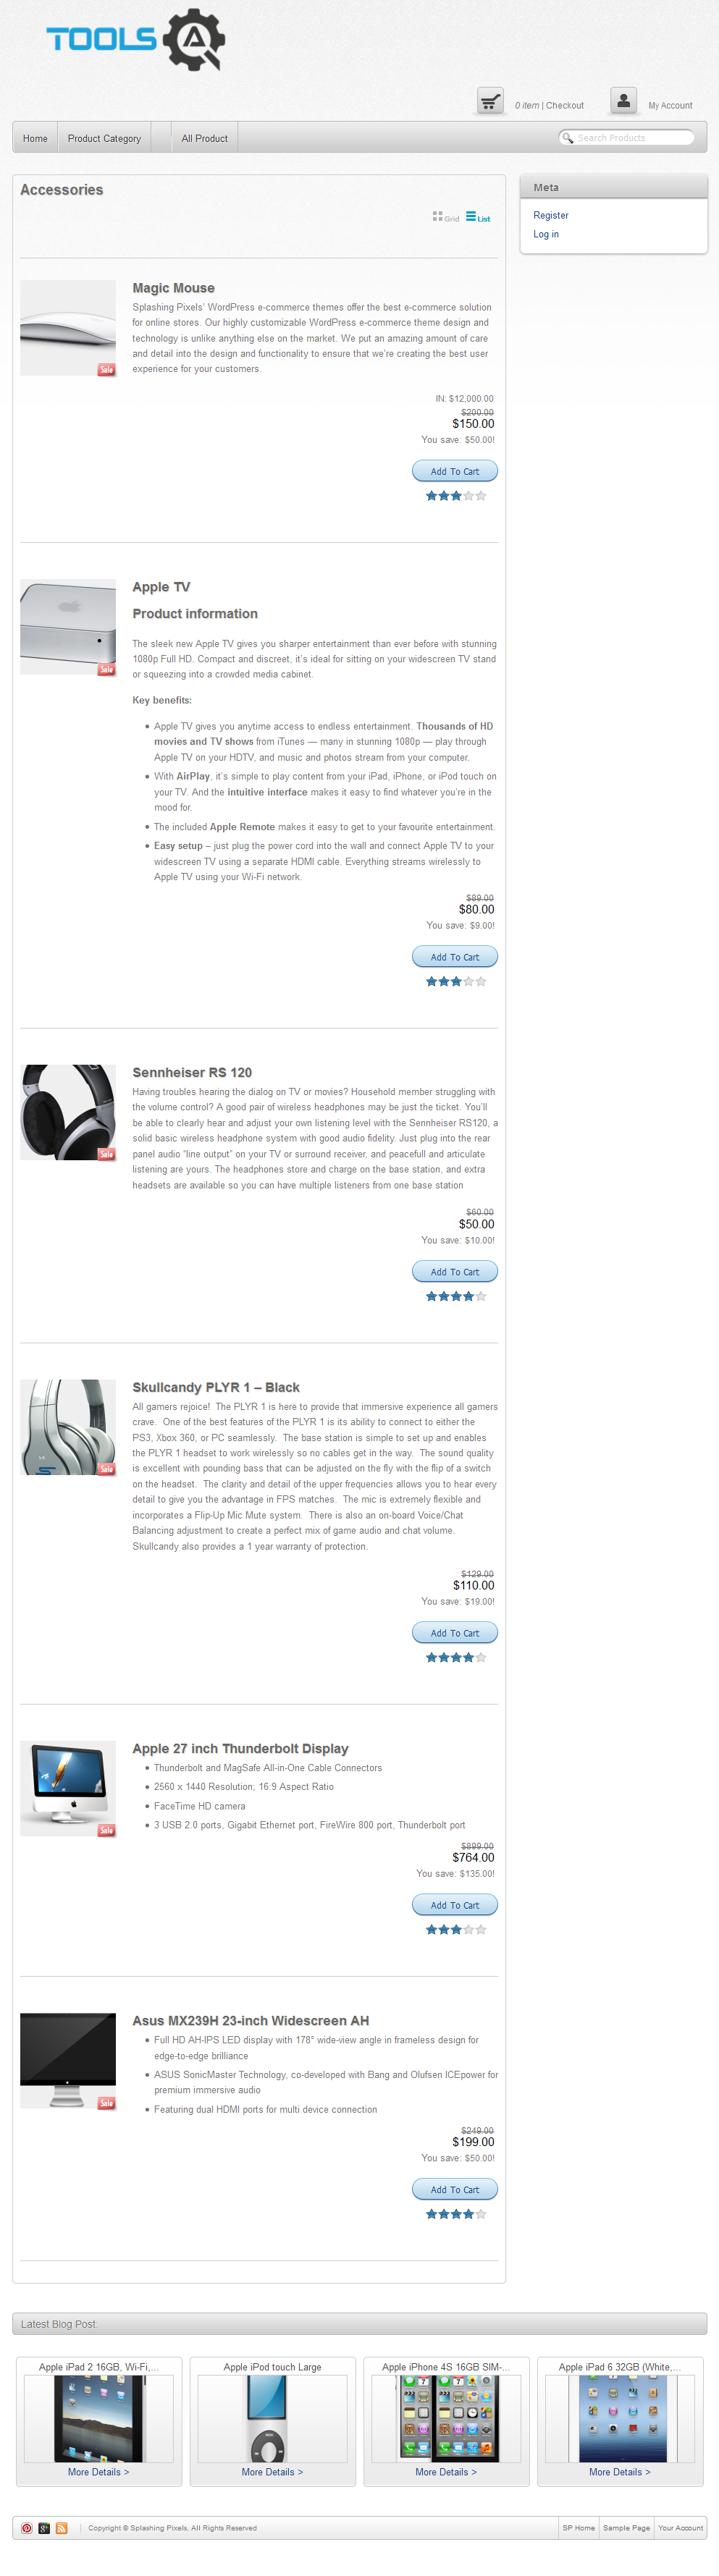 TOOLS QA
0 item | Checkout
My Account
Home
Product Category
All Product
Search Products
Accessories
Grid
List
Meta
Register
Log in
Magic Mouse
Splashing Pixels' WordPress e-commerce themes offer the best e-commerce solution
for online stores. Our highly customizable WordPress e-commerce theme design and
technology is unlike anything else on the market. We put an amazing amount of care
and detail into the design and functionality to ensure that we're creating the best user
experience for your customers.
Sale
IN: $12,000.00
$200.00
$150.00
You save: $50.00!
Add To Cart
Apple TV
Product information
The sleek new Apple TV gives you sharper entertainment than ever before with stunning
1080p Full HD. Compact and discreet, it's ideal for sitting on your widescreen TV stand
or squeezing into a crowded media cabinet.
Sale
Key benefits:
Apple TV gives you anytime access to endless entertainment. Thousands of HD
movies and TV shows from iTunes — many in stunning 1080p — play through
Apple TV on your HDTV, and music and photos stream from your computer.
With AirPlay, it's simple to play content from your iPad, iPhone, or iPod touch on
your TV. And the intuitive interface makes it easy to find whatever you're in the
mood for.
The included Apple Remote makes it easy to get to your favourite entertainment.
Easy setup – just plug the power cord into the wall and connect Apple TV to your
widescreen TV using a separate HDMI cable. Everything streams wirelessly to
Apple TV using your Wi-Fi network.
$89.00
$80.00
You save: $9.00!
Add To Cart
Sennheiser RS 120
Having troubles hearing the dialog on TV or movies? Household member struggling with
the volume control? A good pair of wireless headphones may be just the ticket. You'll
be able to clearly hear and adjust your own listening level with the Sennheiser RS120, a
solid basic wireless headphone system with good audio fidelity. Just plug into the rear
panel audio "line output" on your TV or surround receiver, and peacefull and articulate
listening are yours. The headphones store and charge on the base station, and extra
headsets are available so you can have multiple listeners from one base station
Sale
$60.00
$50.00
You save: $10.00!
Add To Cart
Skullcandy PLYR 1 – Black
All gamers rejoice! The PLYR 1 is here to provide that immersive experience all gamers
crave. One of the best features of the PLYR 1 is its ability to connect to either the
PS3, Xbox 360, or PC seamlessly. The base station is simple to set up and enables
the PLYR 1 headset to work wirelessly so no cables get in the way. The sound quality
is excellent with pounding bass that can be adjusted on the fly with the flip of a switch
on the headset. The clarity and detail of the upper frequencies allows you to hear every
detail to give you the advantage in FPS matches. The mic is extremely flexible and
incorporates a Flip-Up Mic Mute system. There is also an on-board Voice/Chat
Balancing adjustment to create a perfect mix of game audio and chat volume.
Skullcandy also provides a 1 year warranty of protection.
Sale
$129.00
$110.00
You save: $19.00!
Add To Cart
Apple 27 inch Thunderbolt Display
Thunderbolt and MagSafe All-in-One Cable Connectors
2560 x 1440 Resolution; 16:9 Aspect Ratio
FaceTime HD camera
3 USB 2.0 ports, Gigabit Ethernet port, FireWire 800 port, Thunderbolt port
Sale
$899.00
$764.00
You save: $135.00!
Add To Cart
Asus MX239H 23-inch Widescreen AH
Full HD AH-IPS LED display with 178° wide-view angle in frameless design for
edge-to-edge brilliance
ASUS SonicMaster Technology, co-developed with Bang and Olufsen ICEpower for
premium immersive audio
Featuring dual HDMI ports for multi device connection
Sale
$249.00
$199.00
You save: $50.00!
Add To Cart
Latest Blog Post:
Apple iPad 2 16GB, Wi-Fi,...
Apple iPod touch Large
Apple iPhone 4S 16GB SIM-...
Apple iPad 6 32GB (White,...
More Details >
More Details >
More Details >
More Details >
Copyright © Splashing Pixels, All Rights Reserved
SP Home
Sample Page
Your Account